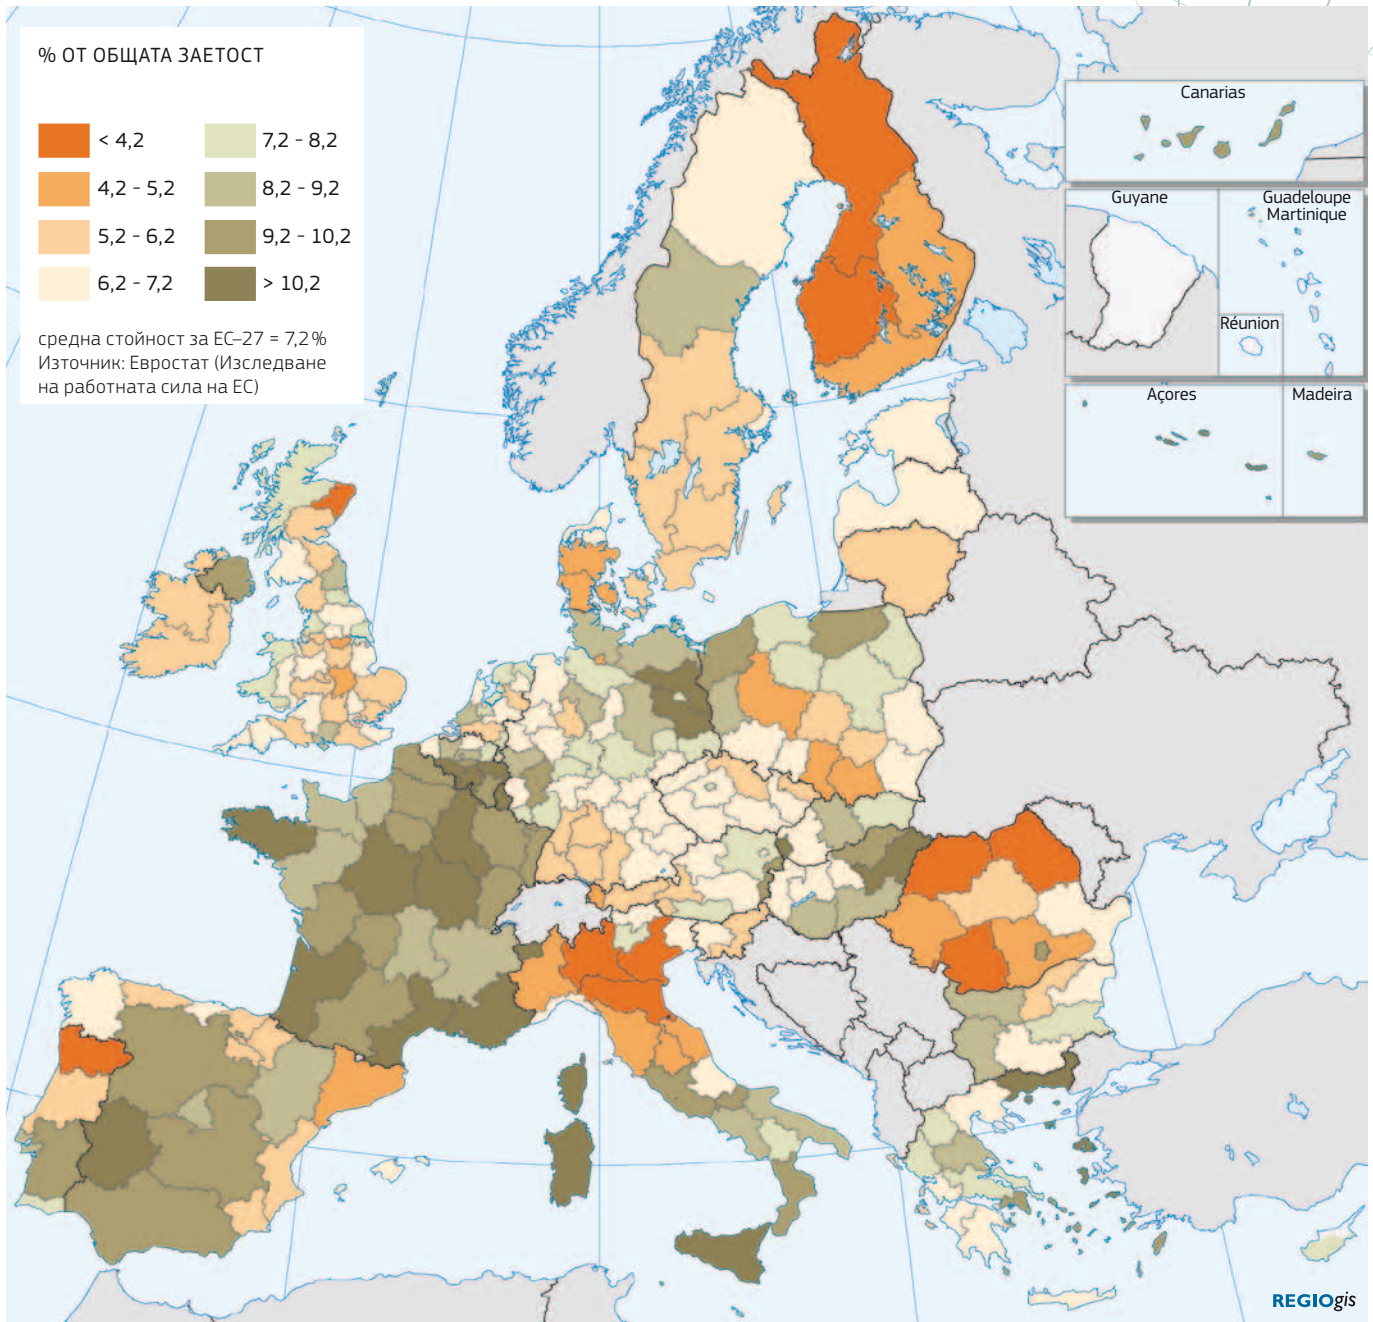 % ОТ ОБЩАТА ЗАЕТОСТ
< 4,2
7,2 - 8,2
4,2 - 5,2
8,2 - 9,2
5,2 - 6,2
9,2 - 10,2
6,2 - 7,2
> 10,2
средна стойност за ЕС–27 = 7,2 %
Източник: Евростат (Изследване
на работната сила на ЕС)
Canarias
Guyane
Guadeloupe
Martinique
Réunion
Açores
Madeira
REGIOgis